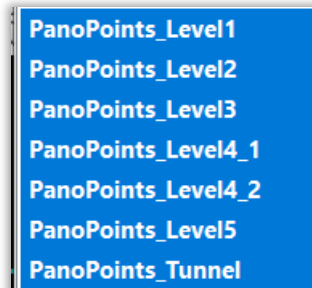 PanoPoints_Level1
PanoPoints_Level2
PanoPoints_Level3
PanoPoints_Level4_1
PanoPoints_Level4_2
PanoPoints_Level5
PanoPoints_Tunnel